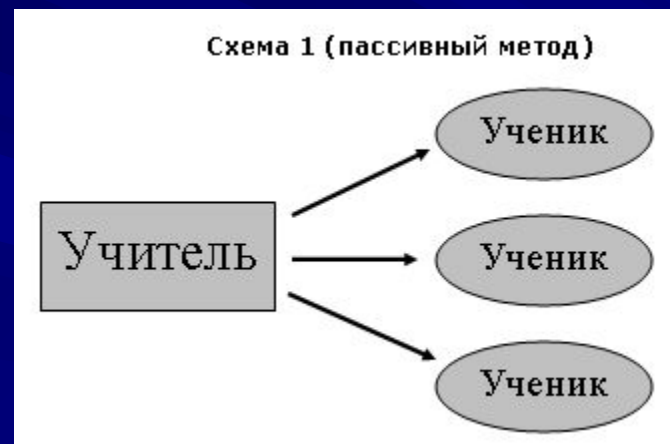 Схема 1 (пассивный метод)
Ученик
Учитель
Ученик
Ученик